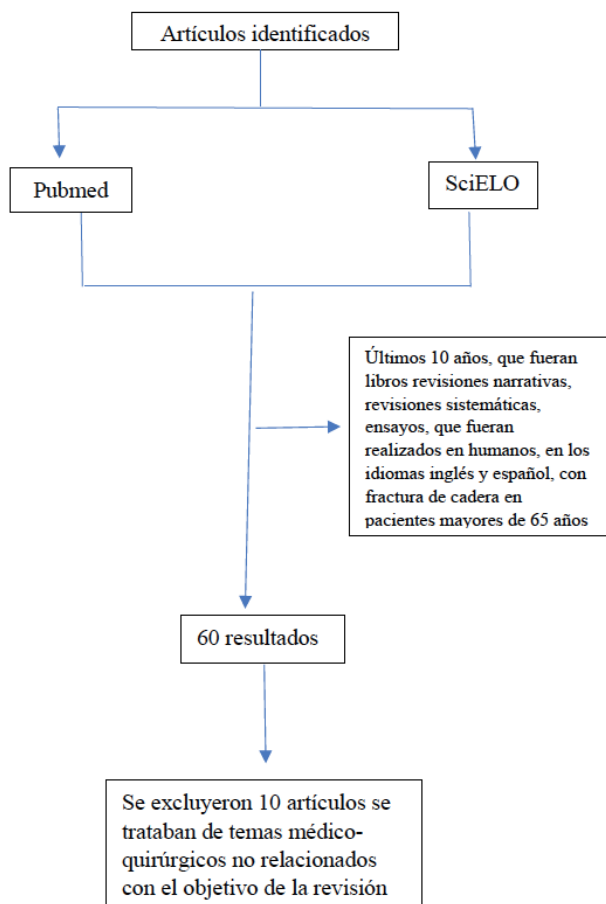 Artículos identificados
Pubmed
SciELO
Últimos 10 años, que fueran
libros revisiones narrativas,
revisiones sistemáticas,
ensayos, que fueran
realizados en humanos, en los
idiomas inglés y español, con
fractura de cadera en
pacientes mayores de 65 años
60 resultados
Se excluyeron 10 artículos se
trataban de temas médico-
quirúrgicos no relacionados
con el objetivo de la revisión